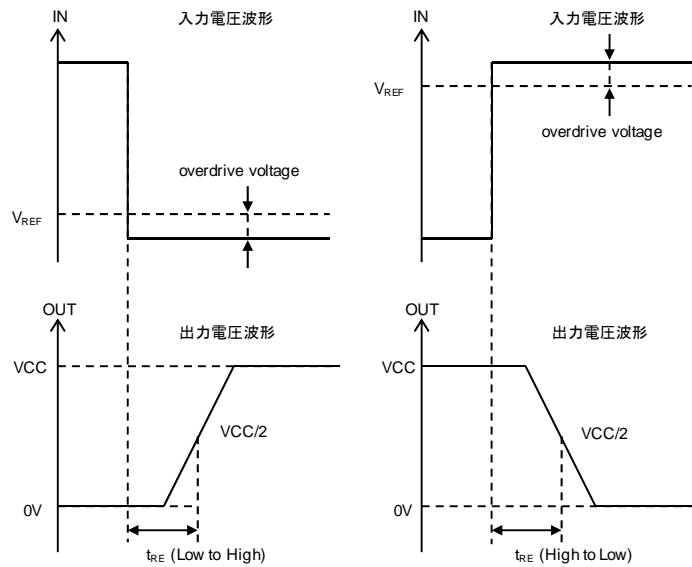 IN
入力電圧波形
overdrive voltage
VREF
OUT
出力電圧波形
VCC
VCC/2
0V
tRE (Low to High)
IN
入力電圧波形
VREF
overdrive voltage
OUT
出力電圧波形
VCC
VCC/2
0V
tRE (High to Low)